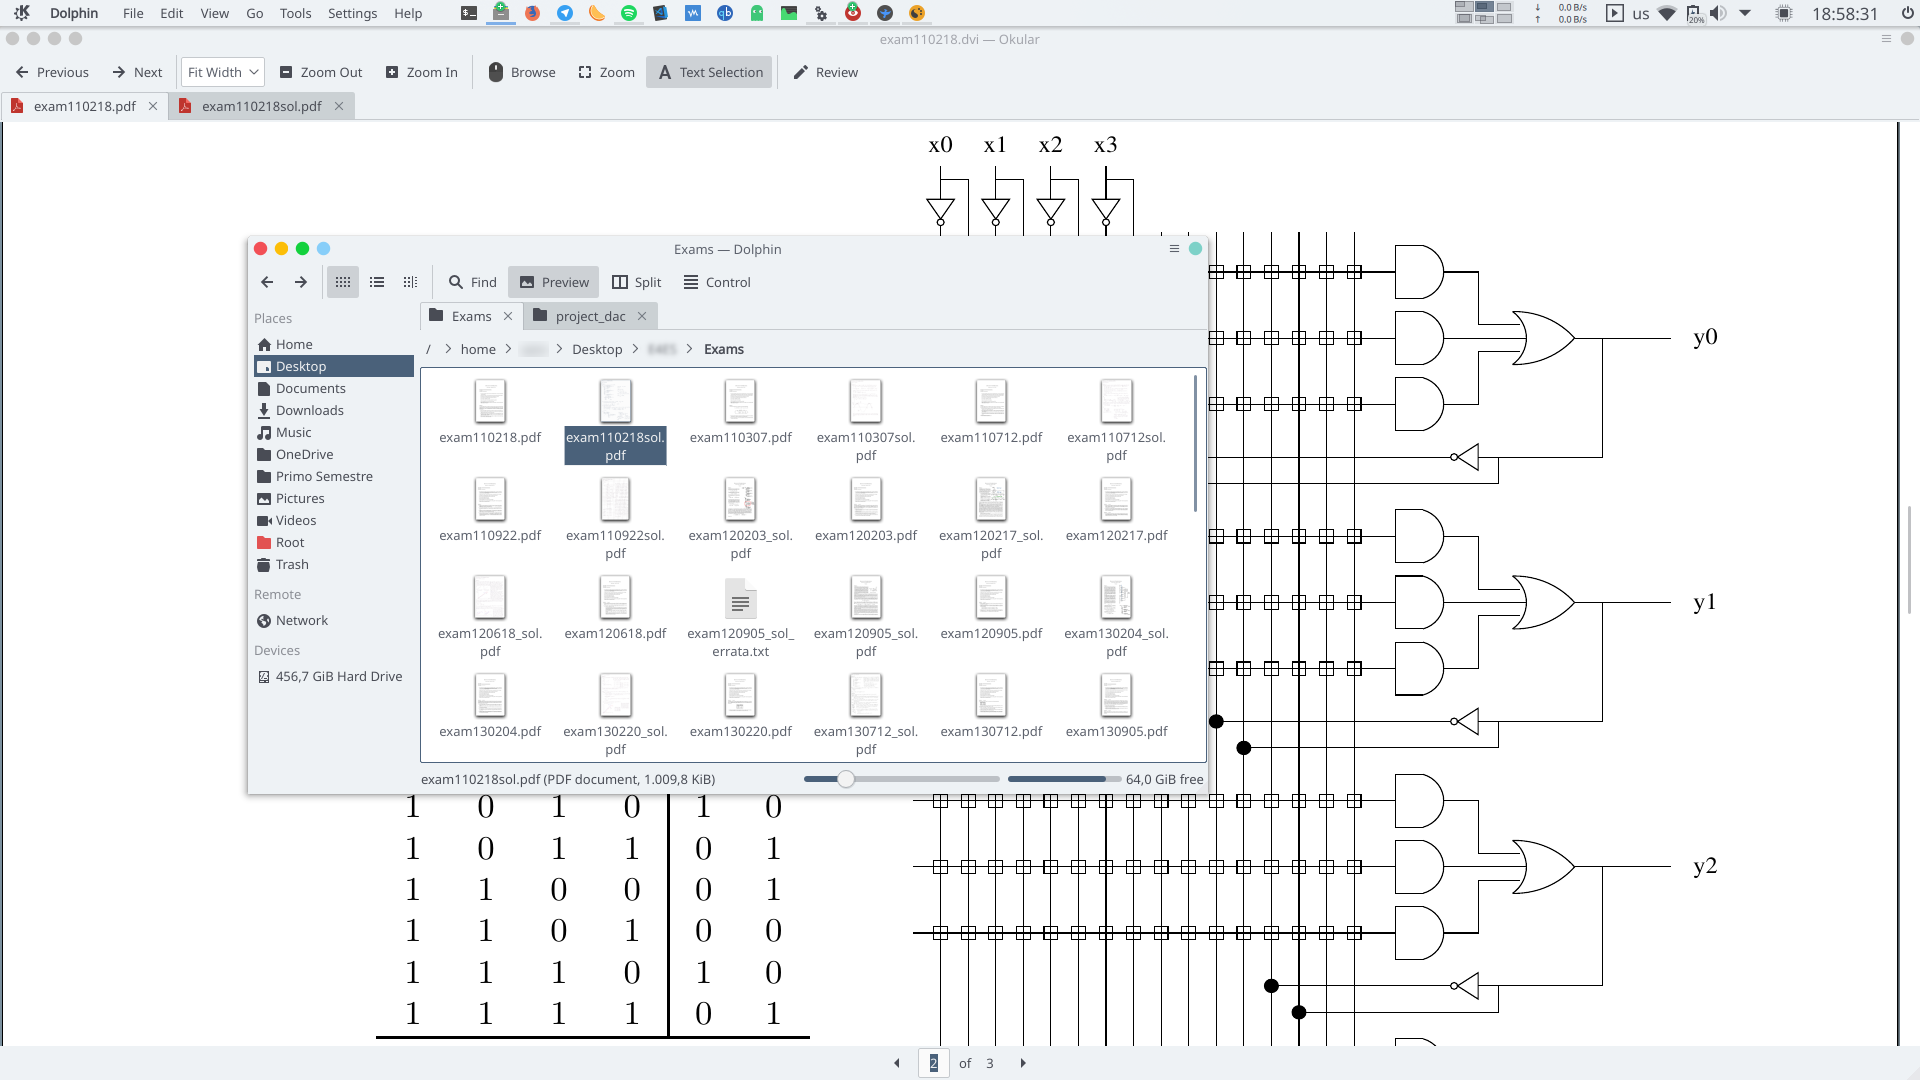 Dolphin File Edit View Go Tools Settings Help
0.0 B/s
0.0 B/s
us
20%
18:58:31
exam110218.dvi — Okular
Previous Next Fit Width Zoom Out Zoom In Browse Zoom Text Selection Review
exam110218.pdf exam110218sol.pdf
x0 x1 x2 x3
Exams — Dolphin
Find Preview Split Control
Places
Home
Desktop
Documents
Downloads
Music
OneDrive
Primo Semestre
Pictures
Videos
Root
Trash
Remote
Network
Devices
456,7 GiB Hard Drive
Exams project_dac
/ > home > > Desktop > > Exams
exam110218.pdf
exam110218sol.
pdf
exam110307.pdf
exam110307sol.
pdf
exam110712.pdf
exam110712sol.
pdf
exam110922.pdf
exam110922sol.
pdf
exam120203_sol.
pdf
exam120203.pdf
exam120217_sol.
pdf
exam120217.pdf
exam120618_sol.
pdf
exam120618.pdf
exam120905_sol_
errata.txt
exam120905_sol.
pdf
exam120905.pdf
exam130204_sol.
pdf
exam130204.pdf
exam130220_sol.
pdf
exam130220.pdf
exam130712_sol.
pdf
exam130712.pdf
exam130905.pdf
exam110218sol.pdf (PDF document, 1.009,8 KiB)
64,0 GiB free
y0
y1
y2
1 0 1 0 1 0
1 0 1 1 0 1
1 1 0 0 0 1
1 1 0 1 0 0
1 1 1 0 1 0
1 1 1 1 0 1
2 of 3